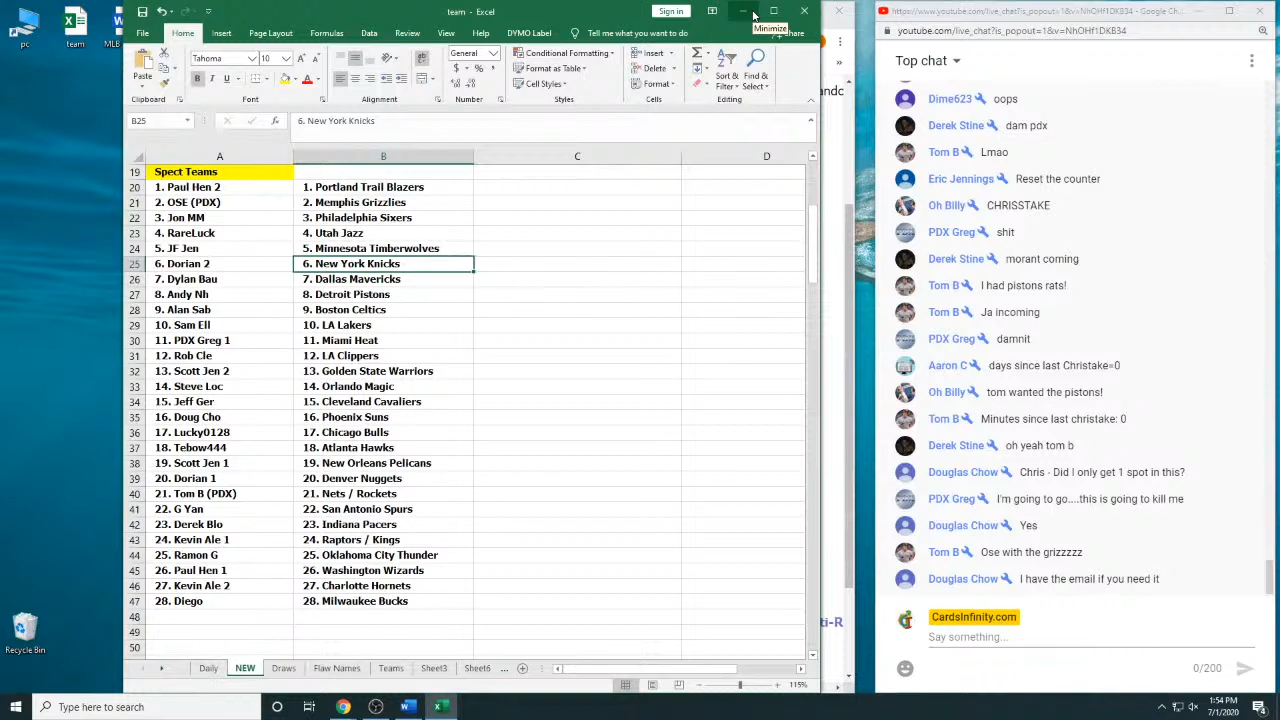 pc
team
MLB
Recycle Bin
tem - Excel
Sign in
Minimize
File
Home
Insert
Page Layout
Formulas
Data
Review
View
Help
DYMO Label
Tell me what you want to do
Share
Paste
Clipboard
Tahoma
10
B I U
Font
Alignment
General
Number
Conditional Formatting
Format as Table
Cell Styles
Styles
Insert
Delete
Format
Cells
Sort & Filter
Find & Select
Editing
B25
6. New York Knicks
A B C D
19 Spect Teams
20 1. Paul Hen 2 1. Portland Trail Blazers
21 2. OSE (PDX) 2. Memphis Grizzlies
22 3. Jon MM 3. Philadelphia Sixers
23 4. RareLuck 4. Utah Jazz
24 5. JF Jen 5. Minnesota Timberwolves
25 6. Dorian 2 6. New York Knicks
26 7. Dylan Bau 7. Dallas Mavericks
27 8. Andy Nh 8. Detroit Pistons
28 9. Alan Sab 9. Boston Celtics
29 10. Sam Ell 10. LA Lakers
30 11. PDX Greg 1 11. Miami Heat
31 12. Rob Cle 12. LA Clippers
32 13. Scott Jen 2 13. Golden State Warriors
33 14. Steve Loc 14. Orlando Magic
34 15. Jeff Ger 15. Cleveland Cavaliers
35 16. Doug Cho 16. Phoenix Suns
36 17. Lucky0128 17. Chicago Bulls
37 18. Tebow444 18. Atlanta Hawks
38 19. Scott Jen 1 19. New Orleans Pelicans
39 20. Dorian 1 20. Denver Nuggets
40 21. Tom B (PDX) 21. Nets / Rockets
41 22. G Yan 22. San Antonio Spurs
42 23. Derek Blo 23. Indiana Pacers
43 24. Kevin Ale 1 24. Raptors / Kings
44 25. Ramon G 25. Oklahoma City Thunder
45 26. Paul Hen 1 26. Washington Wizards
46 27. Kevin Ale 2 27. Charlotte Hornets
47 28. Diego 28. Milwaukee Bucks
48
49
50
Daily NEW Draws Flaw Names Teams Sheet3 Sheet6 ...
115%
ando
ti-R
https://www.youtube.com/live_chat?is_popout=1&v=NhOHf1DKB34 - Google Ch...
youtube.com/live_chat?is_popout=1&v=NhOHf1DKB34
Top chat
Dime623 oops
Derek Stine dam pdx
Tom B Lmao
Eric Jennings Reset the counter
Oh Billy CHRISSTAKE
PDX Greg shit
Derek Stine morant coming
Tom B I had pistons rats!
Tom B Ja incoming
PDX Greg damnit
Aaron C days since last Christake=0
Oh Billy tom wanted the pistons!
Tom B Minutes since last christake: 0
Derek Stine oh yeah tom b
Douglas Chow Chris - Did I only get 1 spot in this?
PDX Greg I'm going to go....this is going to kill me
Douglas Chow Yes
Tom B Ose with the grizzzzz
Douglas Chow I have the email if you need it
CardsInfinity.com
Say something...
0/200
Type here to search
1:54 PM
7/1/2020
4